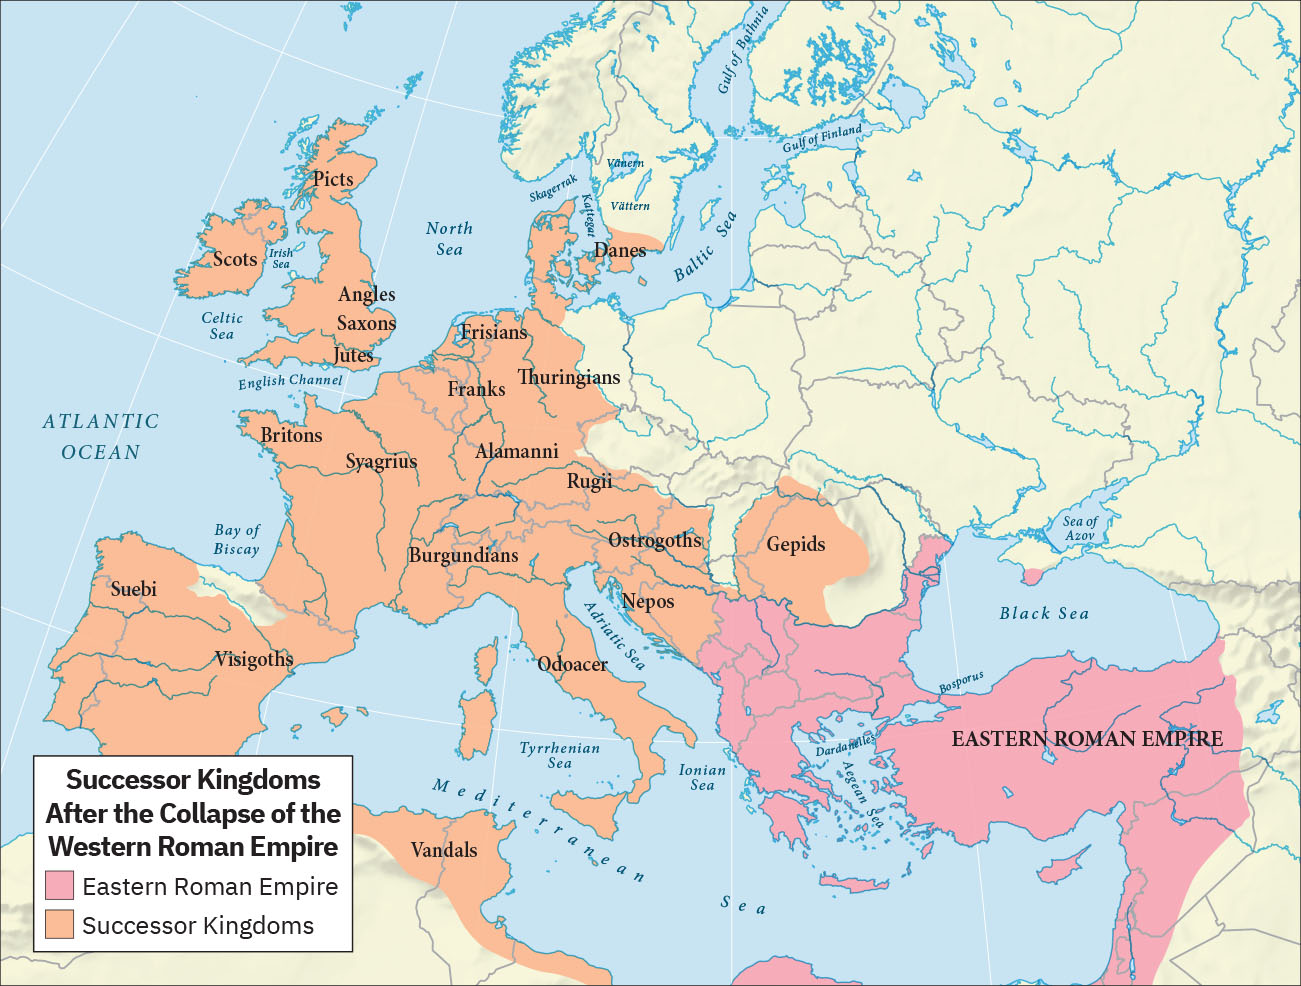 Gulf of Bothnia
Gulf of Finland
Vänern
Skagerrak
Vättern
Kattegat
Picts
North
Sea
Baltic Sea
Danes
Scots
Irish
Sea
Angles
Saxons
Jutes
Celtic
Sea
Frisians
English Channel
Franks
Thuringians
ATLANTIC
OCEAN
Britons
Syagrius
Alamanni
Rugii
Sea of
Azov
Bay of
Biscay
Ostrogoths
Gepids
Burgundians
Suebi
Nepos
Black Sea
Adriatic Sea
Visigoths
Odoacer
Bosporus
EASTERN ROMAN EMPIRE
Dardanelles
Tyrrhenian
Sea
Ionian
Sea
Aegean Sea
Mediterranean
Sea
Vandals
Successor Kingdoms
After the Collapse of the
Western Roman Empire
Eastern Roman Empire
Successor Kingdoms